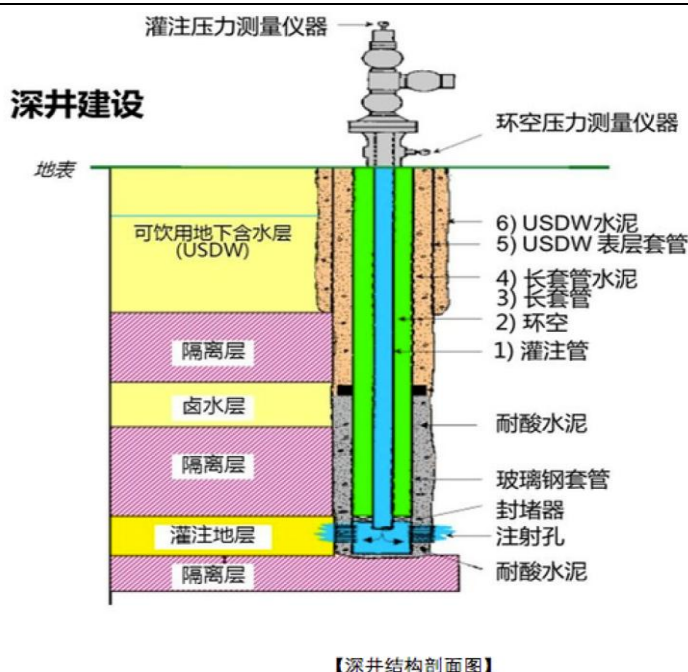 灌注压力测量仪器
深井建设
环空压力测量仪器
地表
可饮用地下含水层
(USDW)
6) USDW水泥
5) USDW 表层套管
4) 长套管水泥
3) 长套管
2) 环空
1) 灌注管
隔离层
卤水层
耐酸水泥
隔离层
玻璃钢套管
封堵器
灌注地层
注射孔
隔离层
耐酸水泥
【深井结构剖面图】